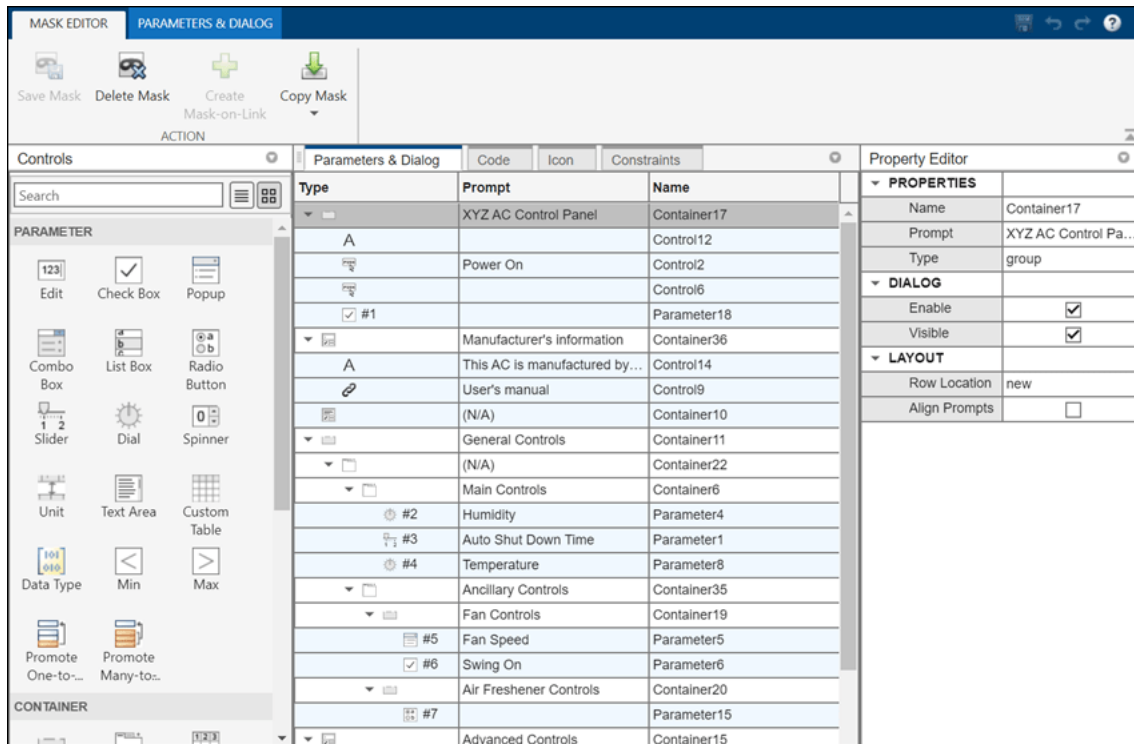 MASK EDITOR PARAMETERS & DIALOG
Save Mask Delete Mask Create Mask-on-Link Copy Mask
ACTION
Controls
Search
PARAMETER
123 Edit
Check Box
Popup
Combo Box
List Box
Radio Button
Slider
Dial
Spinner
Unit
Text Area
Custom Table
Data Type
Min
Max
Promote One-to-...
Promote Many-to...
CONTAINER
Parameters & Dialog Code Icon Constraints
Type Prompt Name
XYZ AC Control Panel Container17
A Control12
Power On Control2
Control6
#1 Parameter18
Manufacturer's information Container36
A This AC is manufactured by... Control14
User's manual Control9
(N/A) Container10
General Controls Container11
(N/A) Container22
Main Controls Container6
#2 Humidity Parameter4
#3 Auto Shut Down Time Parameter1
#4 Temperature Parameter8
Ancillary Controls Container35
Fan Controls Container19
#5 Fan Speed Parameter5
#6 Swing On Parameter6
Air Freshener Controls Container20
#7 Parameter15
Advanced Controls Container15
Property Editor
PROPERTIES
Name Container17
Prompt XYZ AC Control Pa...
Type group
DIALOG
Enable
Visible
LAYOUT
Row Location new
Align Prompts